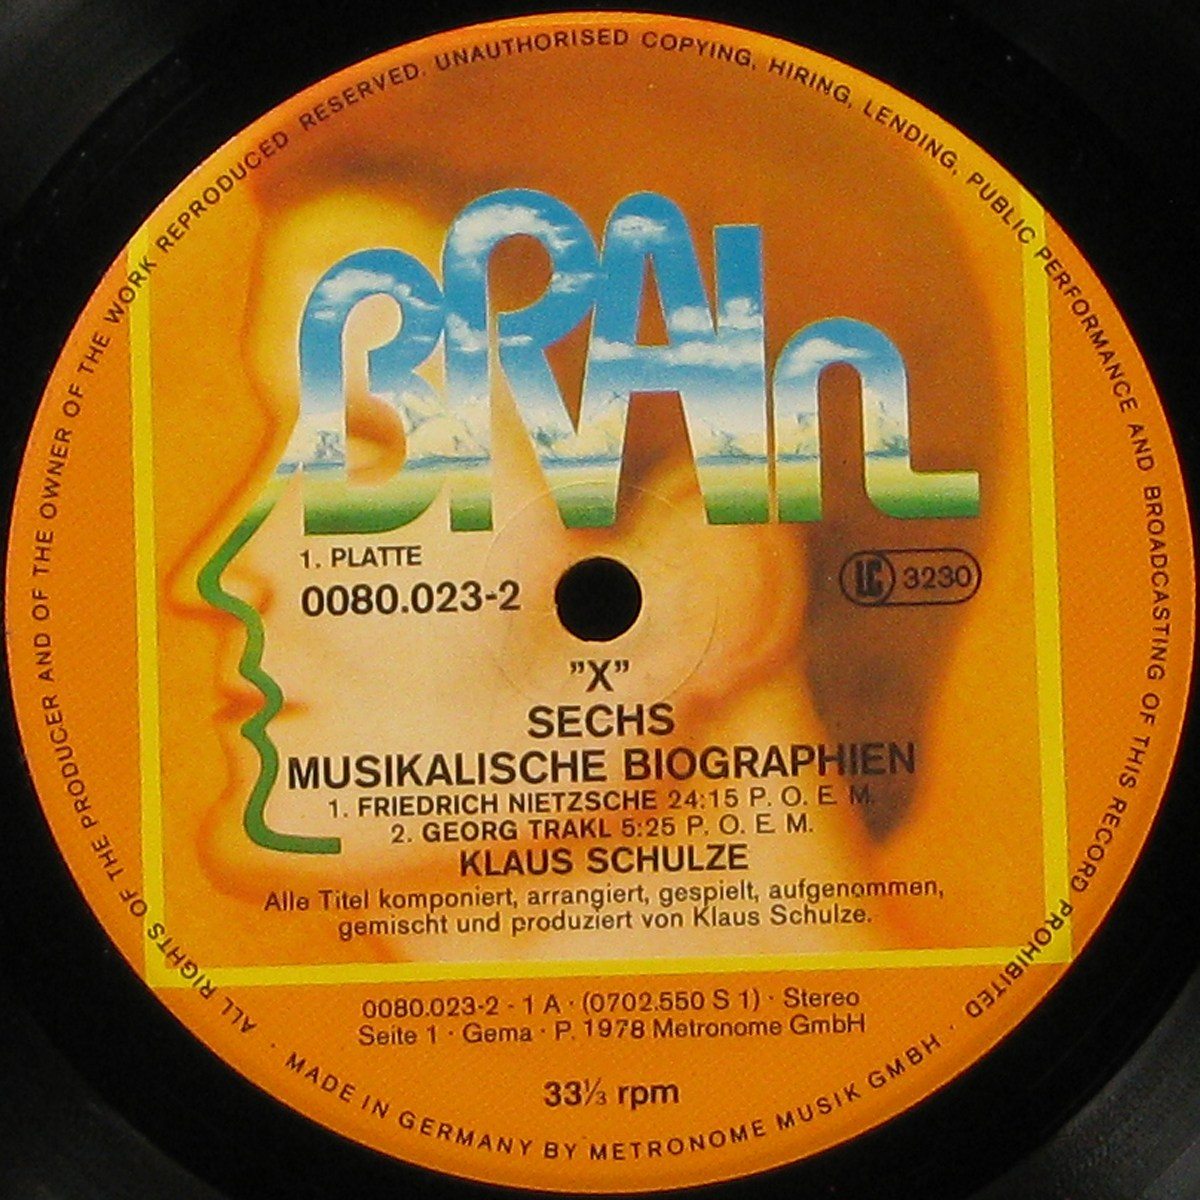 BRAIn
1. PLATTE
0080.023-2
LC 3230
"X"
SECHS
MUSIKALISCHE BIOGRAPHIEN
1. FRIEDRICH NIETZSCHE 24:15 P. O. E. M.
2. GEORG TRAKL 5:25 P. O. E. M.
KLAUS SCHULZE
Alle Titel komponiert, arrangiert, gespielt, aufgenommen,
gemischt und produziert von Klaus Schulze.
0080.023-2 - 1 A · (0702.550 S 1) · Stereo
Seite 1 · Gema · P. 1978 Metronome GmbH
33⅓ rpm
ALL RIGHTS OF THE PRODUCER AND OF THE OWNER OF THE WORK REPRODUCED RESERVED. UNAUTHORISED COPYING, HIRING, LENDING, PUBLIC PERFORMANCE AND BROADCASTING OF THIS RECORD PROHIBITED · MADE IN GERMANY BY METRONOME MUSIK GMBH ·